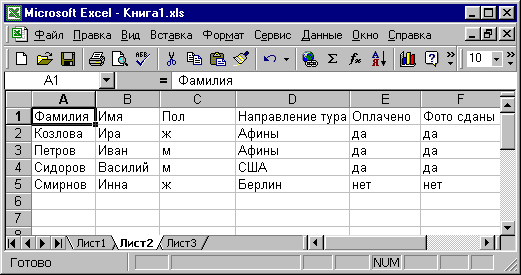 Microsoft Excel - Книга1.xls
Файл Правка Вид Вставка Формат Сервис Данные Окно Справка
ABC Σ f* ? 10
A1 = Фамилия
A B C D E F
1 Фамилия Имя Пол Направление тура Оплачено Фото сданы
2 Козлова Ира ж Афины да да
3 Петров Иван м Афины да да
4 Сидоров Василий м США да да
5 Смирнов Инна ж Берлин нет нет
6
7
8
Лист1 Лист2 Лист3
Готово NUM